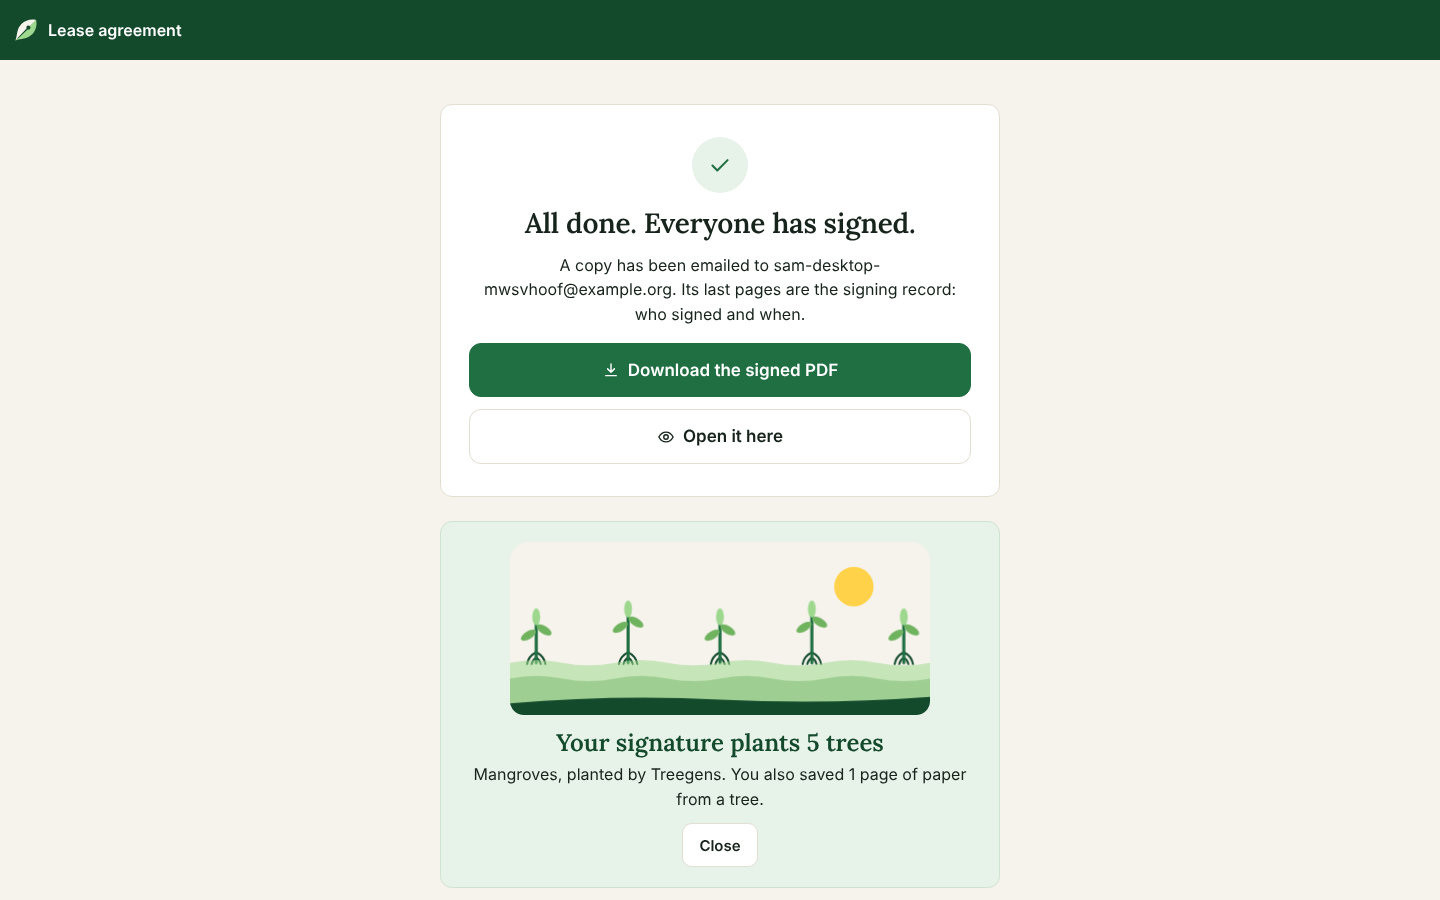 Lease agreement
All done. Everyone has signed.
A copy has been emailed to sam-desktop-
mwsvhoof@example.org. Its last pages are the signing record:
who signed and when.
Download the signed PDF
Open it here
Your signature plants 5 trees
Mangroves, planted by Treegens. You also saved 1 page of paper
from a tree.
Close